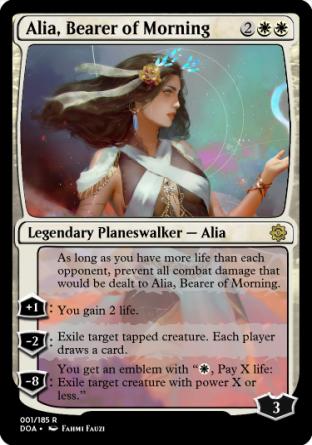 Alia, Bearer of Morning 2
Legendary Planeswalker — Alia
As long as you have more life than each
opponent, prevent all combat damage that
would be dealt to Alia, Bearer of Morning.
+1: You gain 2 life.
-2: Exile target tapped creature. Each player
draws a card.
-8: You get an emblem with “, Pay X life:
Exile target creature with power X or
less.”
3
001/185 R
DOA • Fahmi Fauzi